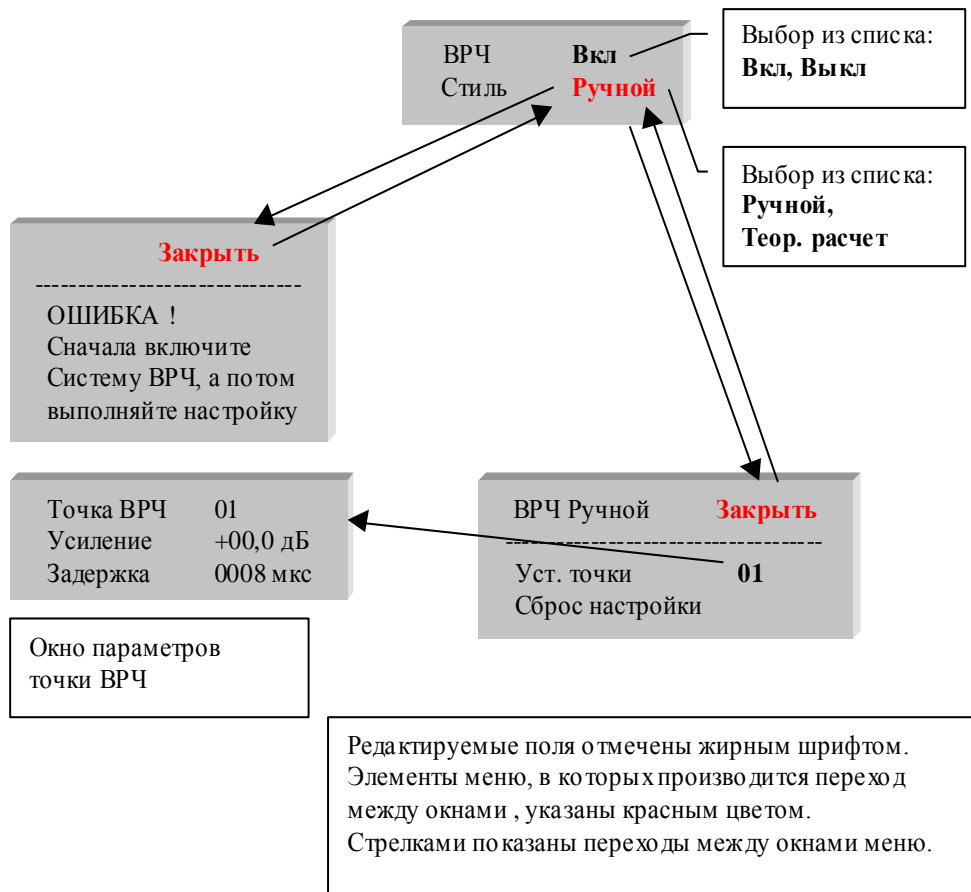 ВРЧ Вкл
Стиль Ручной
Выбор из списка:
Вкл, Выкл
Выбор из списка:
Ручной,
Теор. расчет
Закрыть
---------------------------------
ОШИБКА !
Сначала включите
Систему ВРЧ, а потом
выполняйте настройку
Точка ВРЧ 01
Усиление +00,0 дБ
Задержка 0008 мкс
ВРЧ Ручной Закрыть
---------------------------------------
Уст. точки 01
Сброс настройки
Окно параметров
точки ВРЧ
Редактируемые поля отмечены жирным шрифтом.
Элементы меню, в которых производится переход
между окнами , указаны красным цветом.
Стрелками показаны переходы между окнами меню.